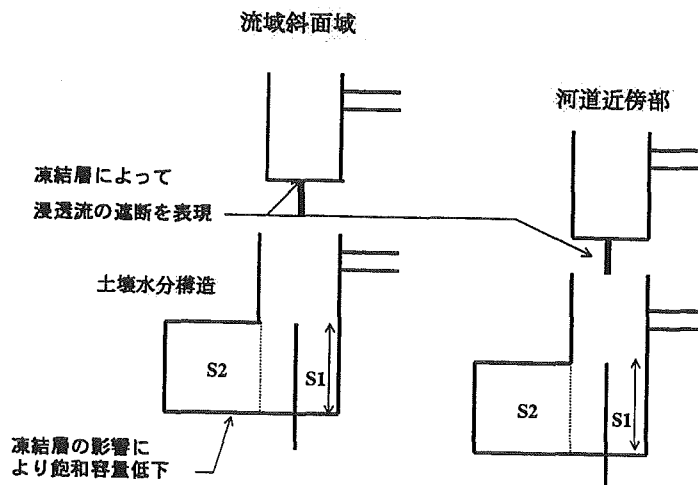 流域斜面域
河道近傍部
凍結層によって
浸透流の遮断を表現
土壌水分構造
S2
S1
S2
S1
凍結層の影響に
より飽和容量低下